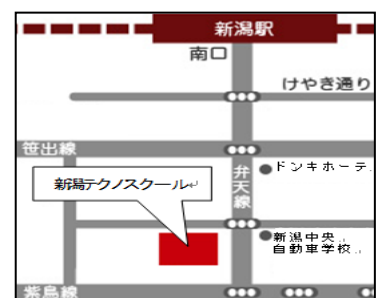 新潟駅
南口
けやき通り
笹出線
弁天線
ドンキホーテ
新潟テクノスクール
新潟中央
自動車学校
紫鳥線